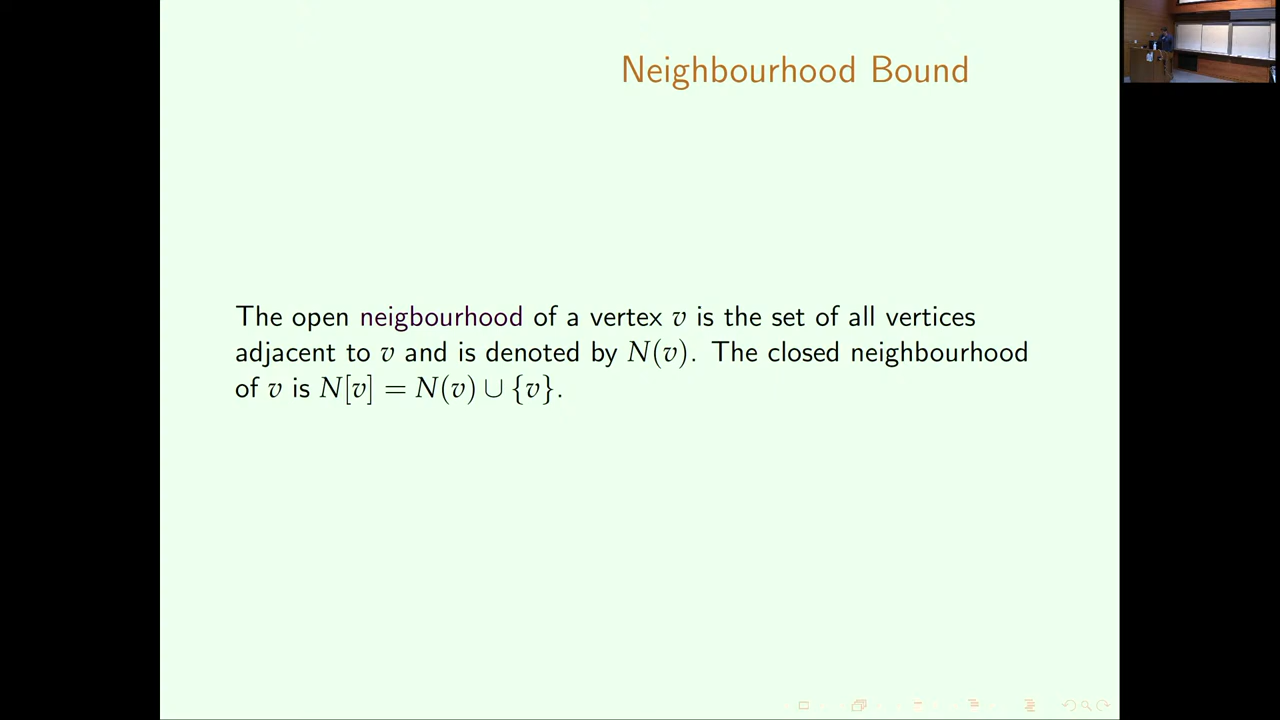 Neighbourhood Bound
The open neigbourhood of a vertex v is the set of all vertices
adjacent to v and is denoted by N(v). The closed neighbourhood
of v is N[v] = N(v) ∪ {v}.